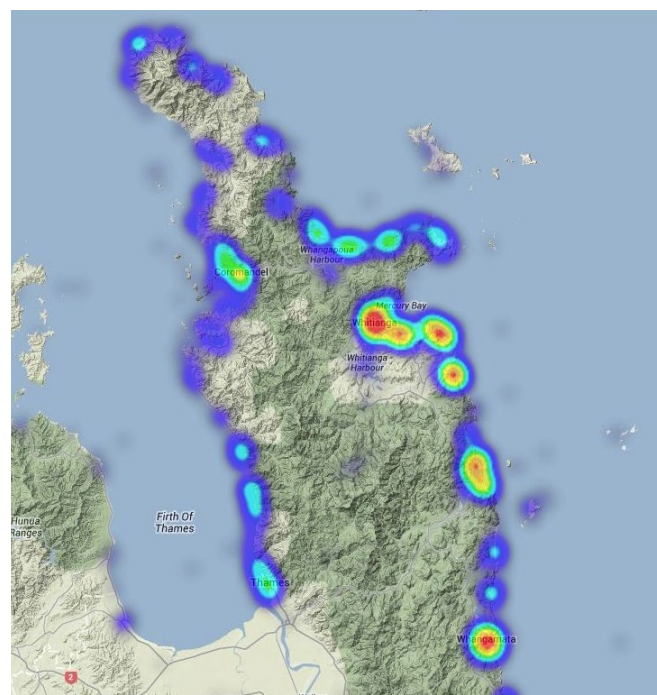 Whangapoua
Harbour
Coromandel
Mercury Bay
Whitianga
Whitianga
Harbour
Firth Of
Thames
Hunua
Ranges
Thames
Whangamata
2